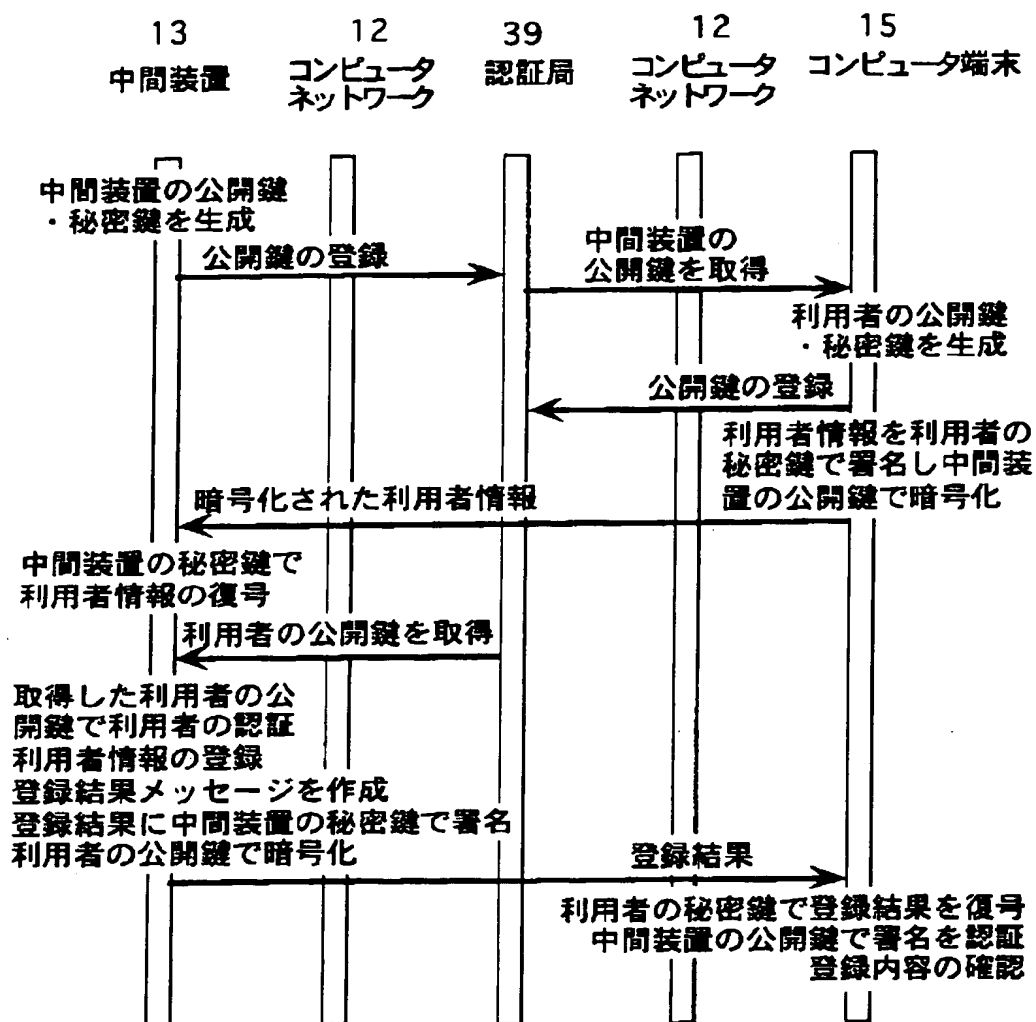 13
中間装置
12
コンピュータ
ネットワーク
39
認証局
12
コンピュータ
ネットワーク
15
コンピュータ端末
中間装置の公開鍵
・秘密鍵を生成
公開鍵の登録
中間装置の
公開鍵を取得
利用者の公開鍵
・秘密鍵を生成
公開鍵の登録
利用者情報を利用者の
秘密鍵で署名し中間装
置の公開鍵で暗号化
暗号化された利用者情報
中間装置の秘密鍵で
利用者情報の復号
利用者の公開鍵を取得
取得した利用者の公
開鍵で利用者の認証
利用者情報の登録
登録結果メッセージを作成
登録結果に中間装置の秘密鍵で署名
利用者の公開鍵で暗号化
登録結果
利用者の秘密鍵で登録結果を復号
中間装置の公開鍵で署名を認証
登録内容の確認